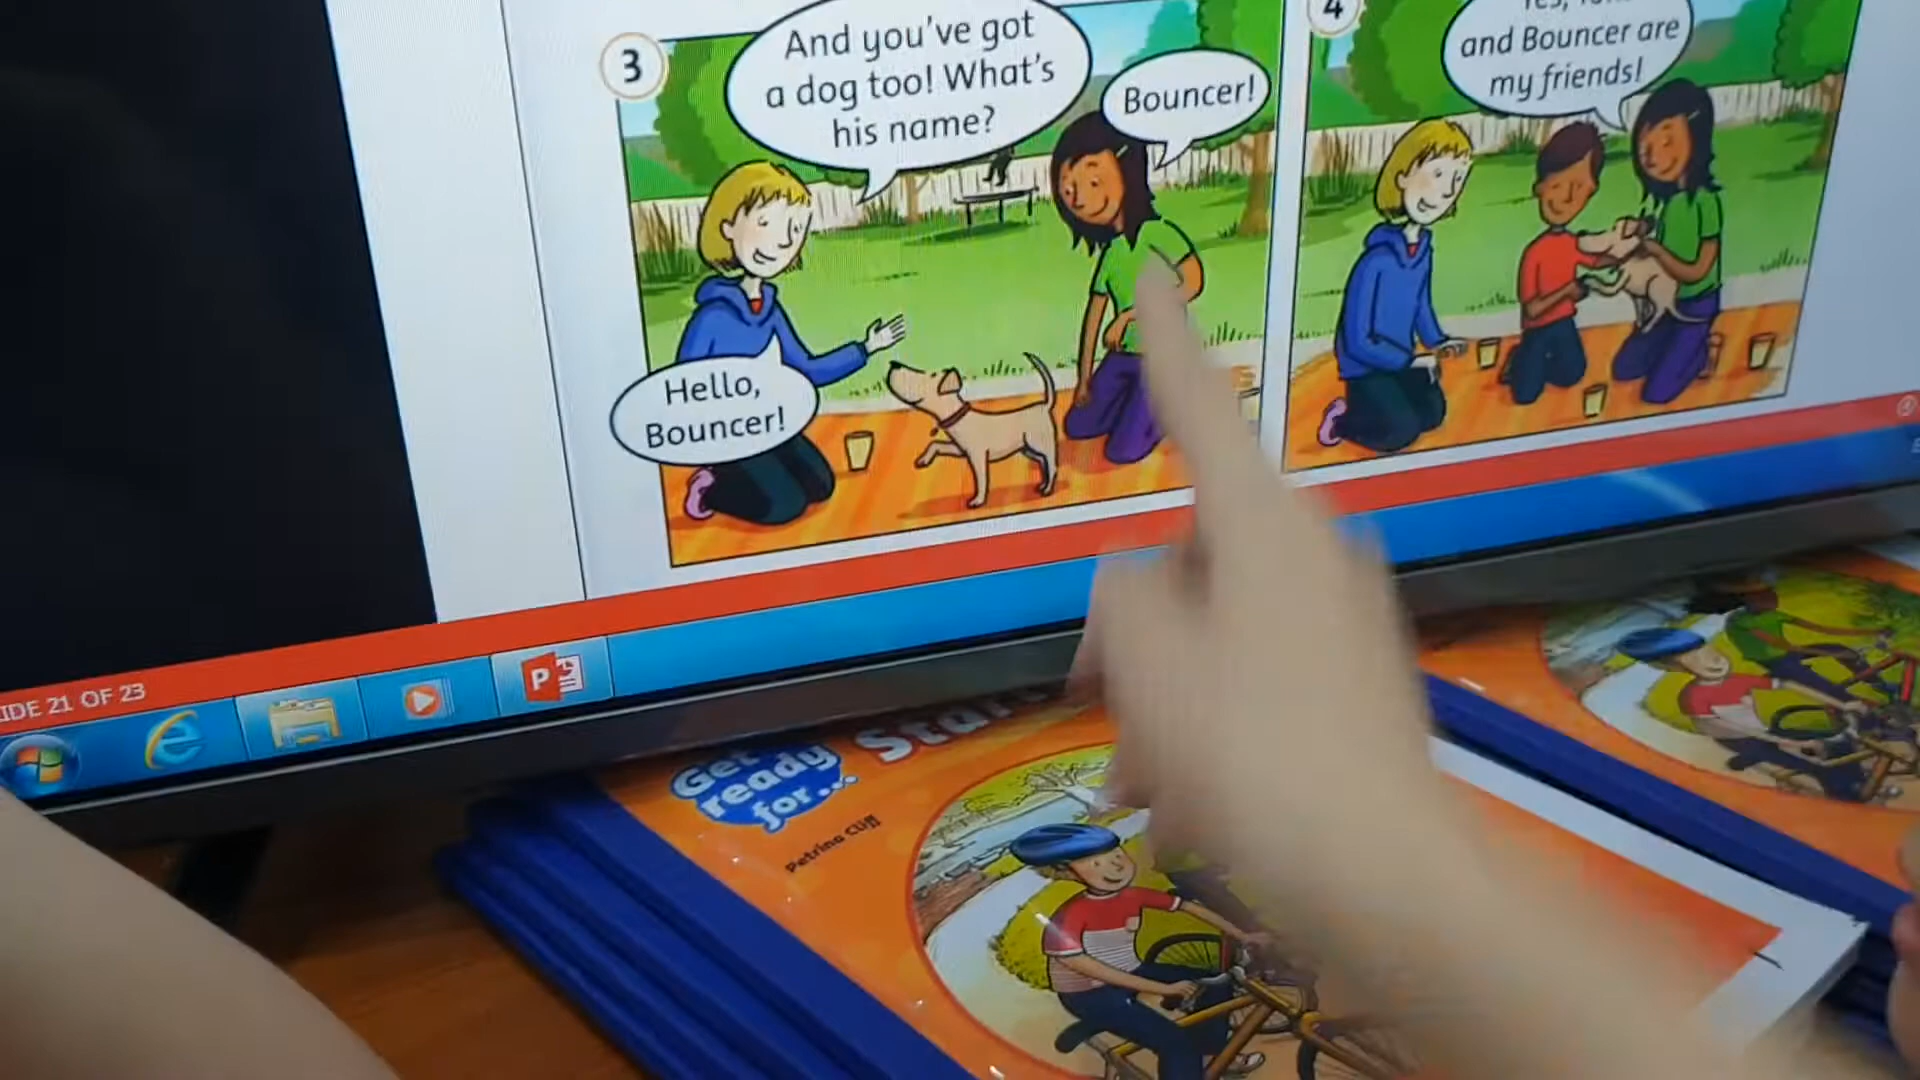 3
And you've got
a dog too! What's
his name?
Bouncer!
Hello,
Bouncer!
4
and Bouncer are
my friends!
21 OF 23
Get
ready
for...
Petrina Cliff